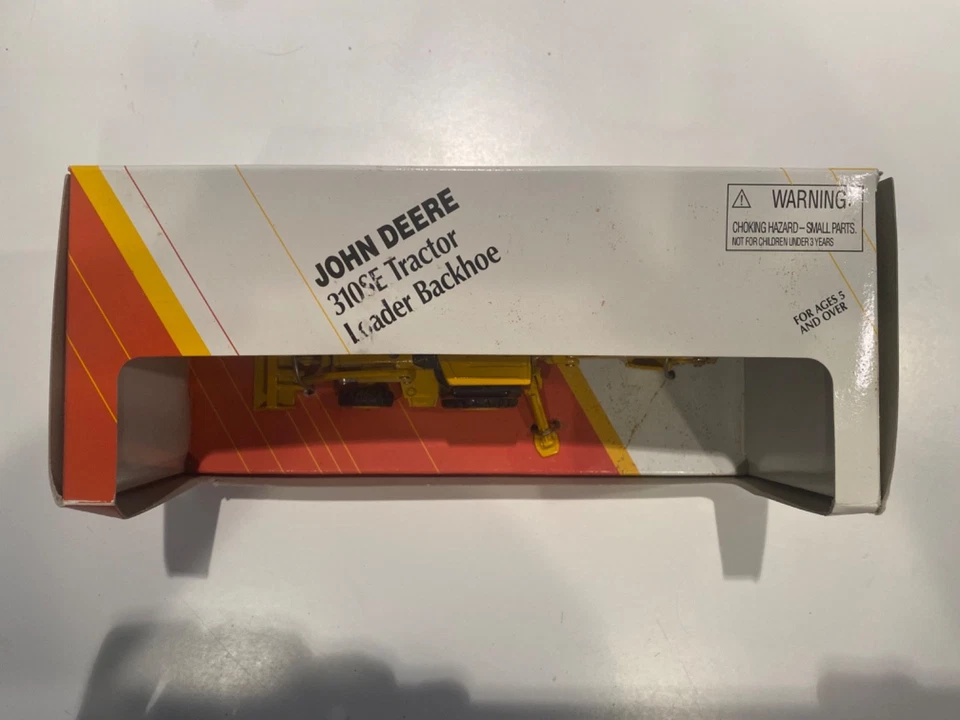 JOHN DEERE
310SE Tractor
Loader Backhoe
WARNING:
CHOKING HAZARD – SMALL PARTS.
NOT FOR CHILDREN UNDER 3 YEARS
FOR AGES 5
AND OVER